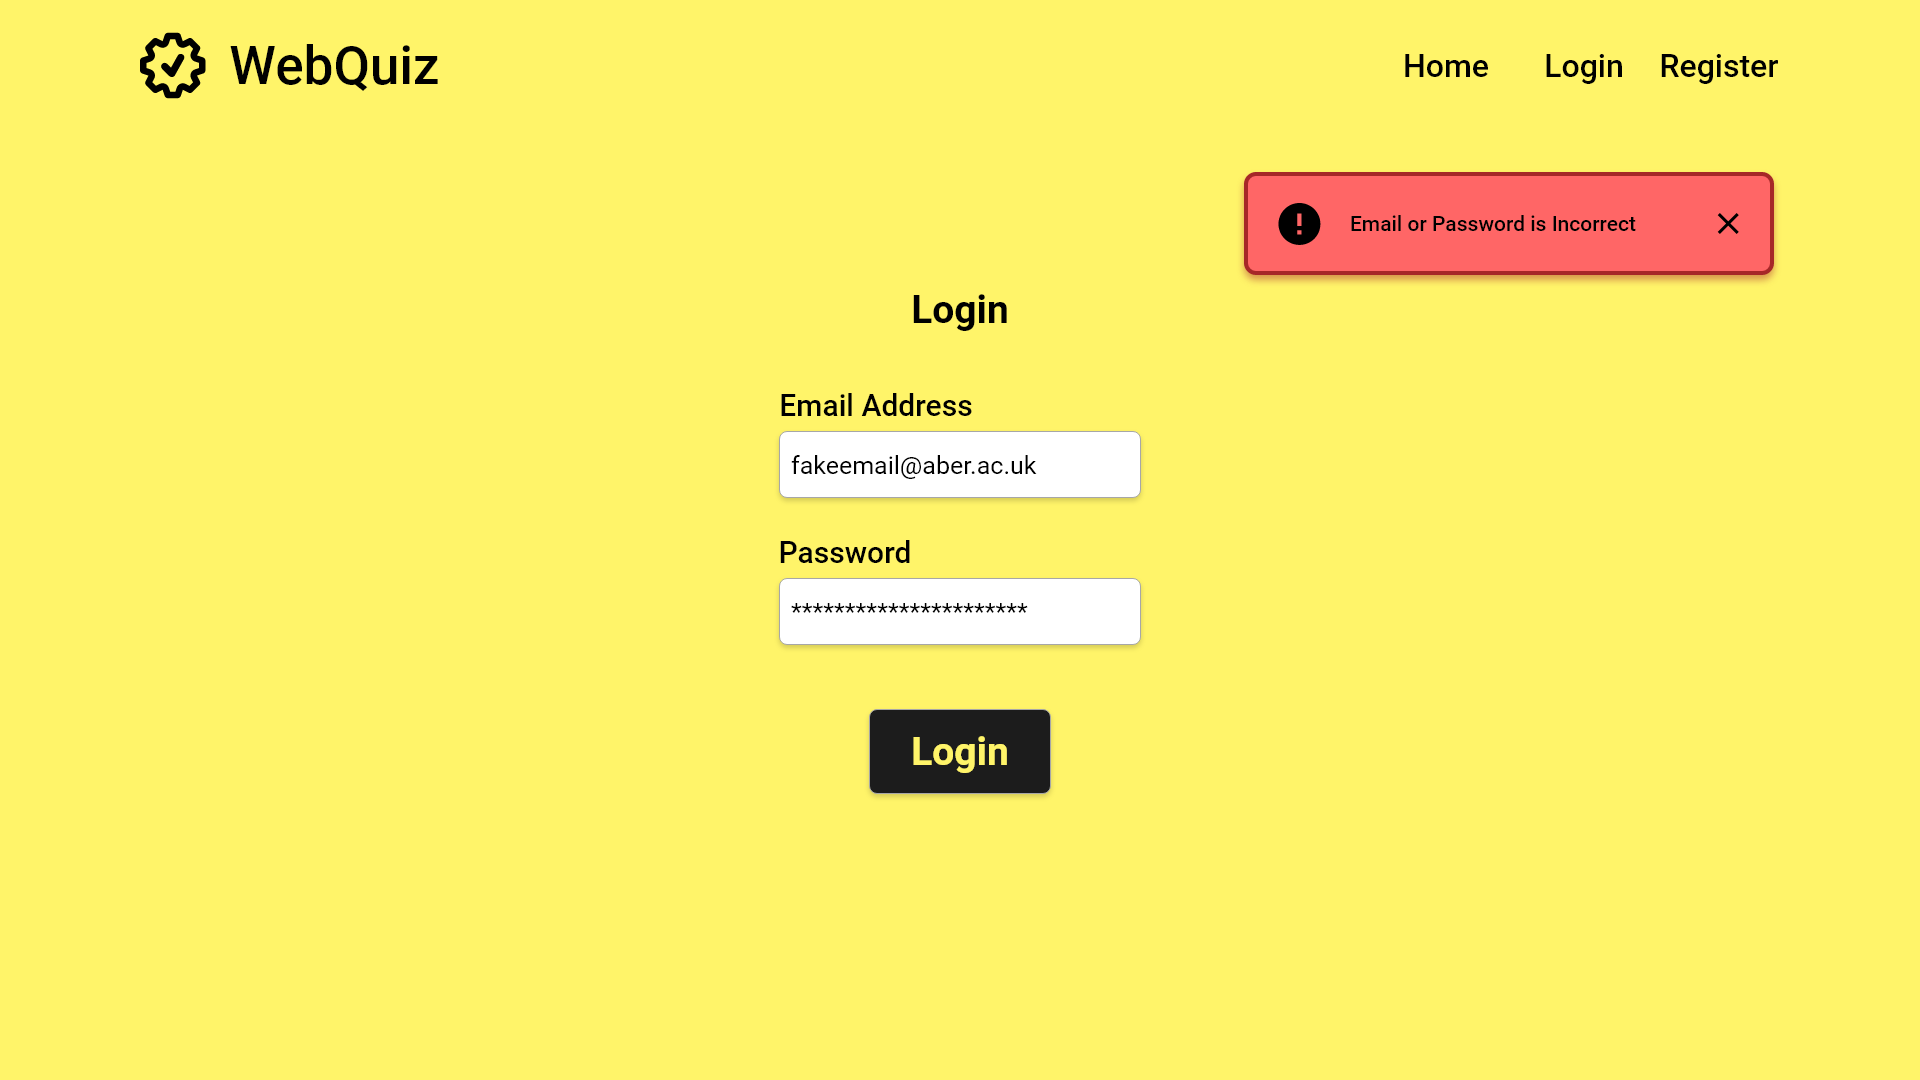 WebQuiz
Home Login Register
Email or Password is Incorrect
Login
Email Address
fakeemail@aber.ac.uk
Password
**********************
Login